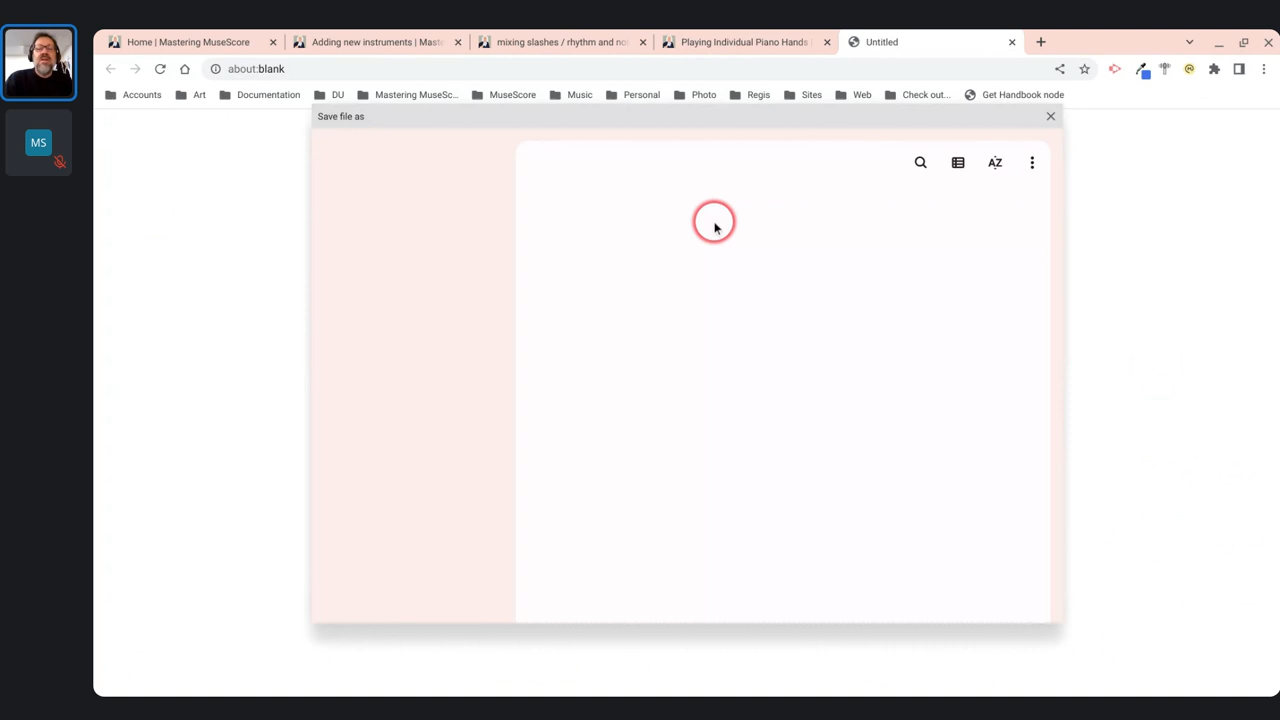 Home | Mastering MuseScore
Adding new instruments | Maste
mixing slashes / rhythm and no
Playing Individual Piano Hands
Untitled
about:blank
Accounts
Art
Documentation
DU
Mastering MuseSc...
MuseScore
Music
Personal
Photo
Regis
Sites
Web
Check out...
Get Handbook node
Save file as
AZ
MS